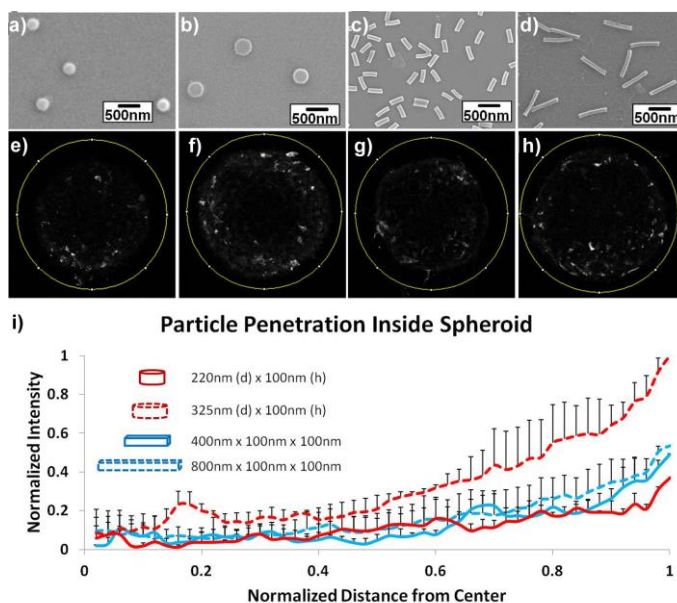 a) b) c) d)
500nm 500nm 500nm 500nm
e) f) g) h)
i) Particle Penetration Inside Spheroid
1
220nm (d) x 100nm (h)
0.8
325nm (d) x 100nm (h)
0.6
400nm x 100nm x 100nm
0.4
800nm x 100nm x 100nm
0.2
0
Normalized Intensity
0 0.2 0.4 0.6 0.8 1
Normalized Distance from Center